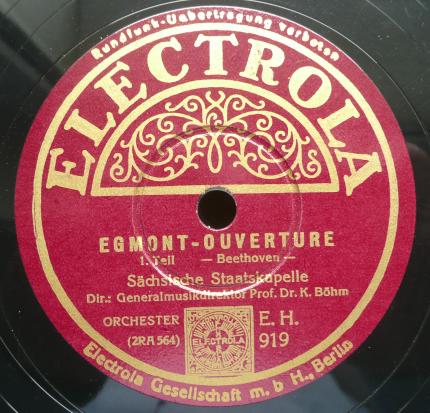 Rundfunk-Uebertragung verboten
ELECTROLA
EGMONT-OUVERTURE
1. Teil — Beethoven —
Sächsische Staatskapelle
Dir.: Generalmusikdirektor Prof. Dr. K. Böhm
ORCHESTER E. H.
(2RA 564) 919
ELECTROLA
Electrola Gesellschaft m. b H., Berlin